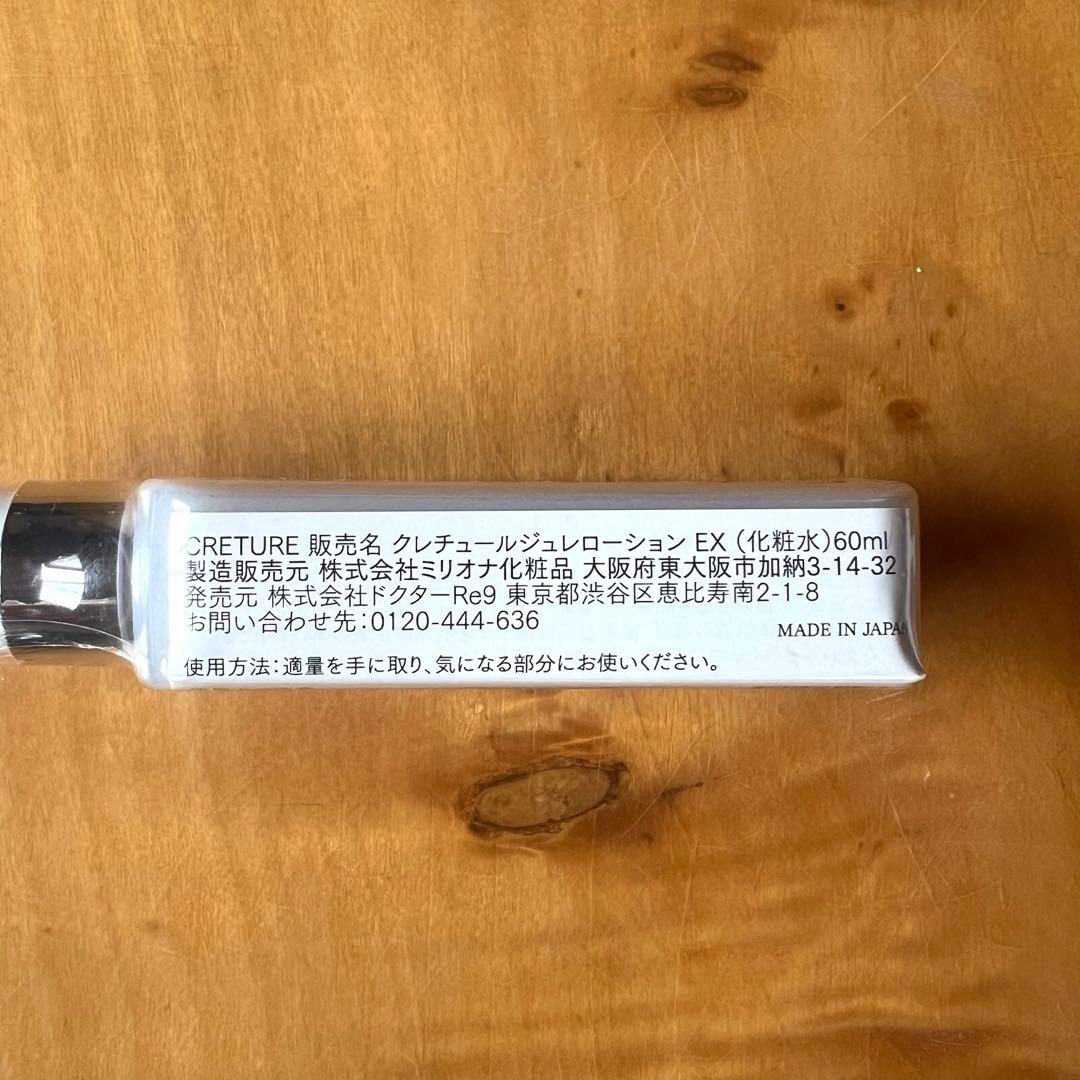 CRETURE 販売名 クレチュールジュレローション EX (化粧水)60ml
製造販売元 株式会社ミリオナ化粧品 大阪府東大阪市加納3-14-32
発売元 株式会社ドクターRe9 東京都渋谷区恵比寿南2-1-8
お問い合わせ先:0120-444-636
MADE IN JAPAN
使用方法:適量を手に取り、気になる部分にお使いください。